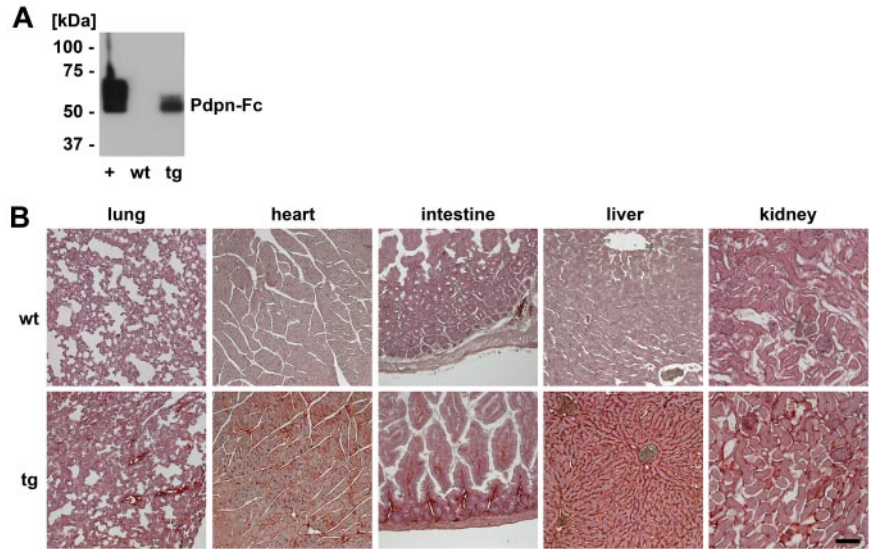 A
[kDa]
100 -
75 -
50 -
37 -
Pdpn-Fc
+ wt tg
B
lung heart intestine liver kidney
wt
tg